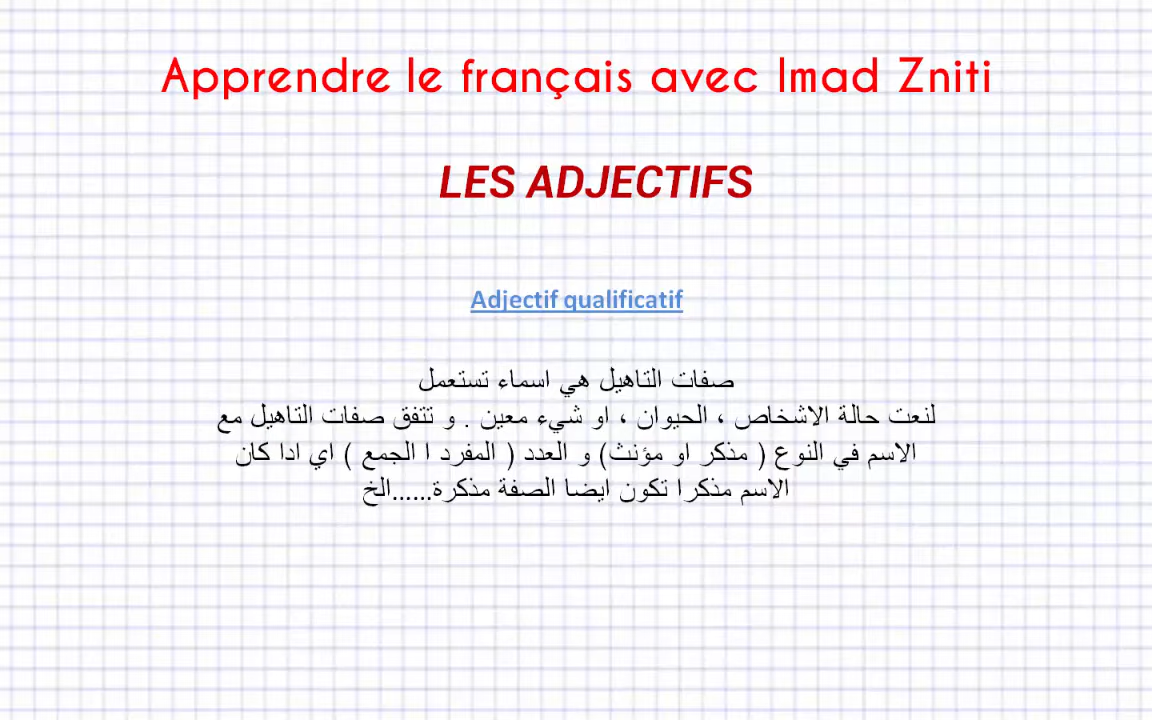 Apprendre le français avec Imad Zniti
LES ADJECTIFS
Adjectif qualificatif
صفات التاهيل هي اسماء تستعمل
لنعت حالة الاشخاص ، الحيوان ، او شيء معين . و تتفق صفات التاهيل مع
الاسم في النوع ( مذكر او مؤنث) و العدد ( المفرد ا الجمع ) اي ادا كان
الاسم مذكرا تكون ايضا الصفة مذكرة......الخ